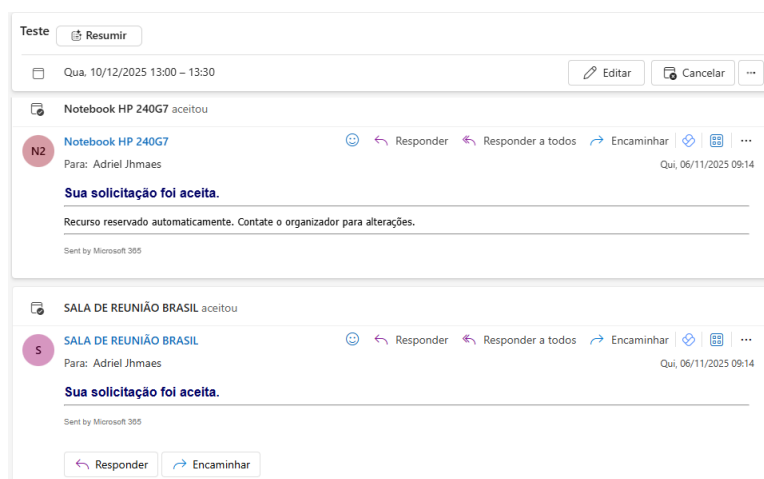 Teste Resumir
Qua, 10/12/2025 13:00 – 13:30 Editar Cancelar ...
Notebook HP 240G7 aceitou
N2 Notebook HP 240G7 Responder Responder a todos Encaminhar ...
Para: Adriel Jhmaes Qui, 06/11/2025 09:14
Sua solicitação foi aceita.
Recurso reservado automaticamente. Contate o organizador para alterações.
Sent by Microsoft 365
SALA DE REUNIÃO BRASIL aceitou
S SALA DE REUNIÃO BRASIL Responder Responder a todos Encaminhar ...
Para: Adriel Jhmaes Qui, 06/11/2025 09:14
Sua solicitação foi aceita.
Sent by Microsoft 365
Responder Encaminhar